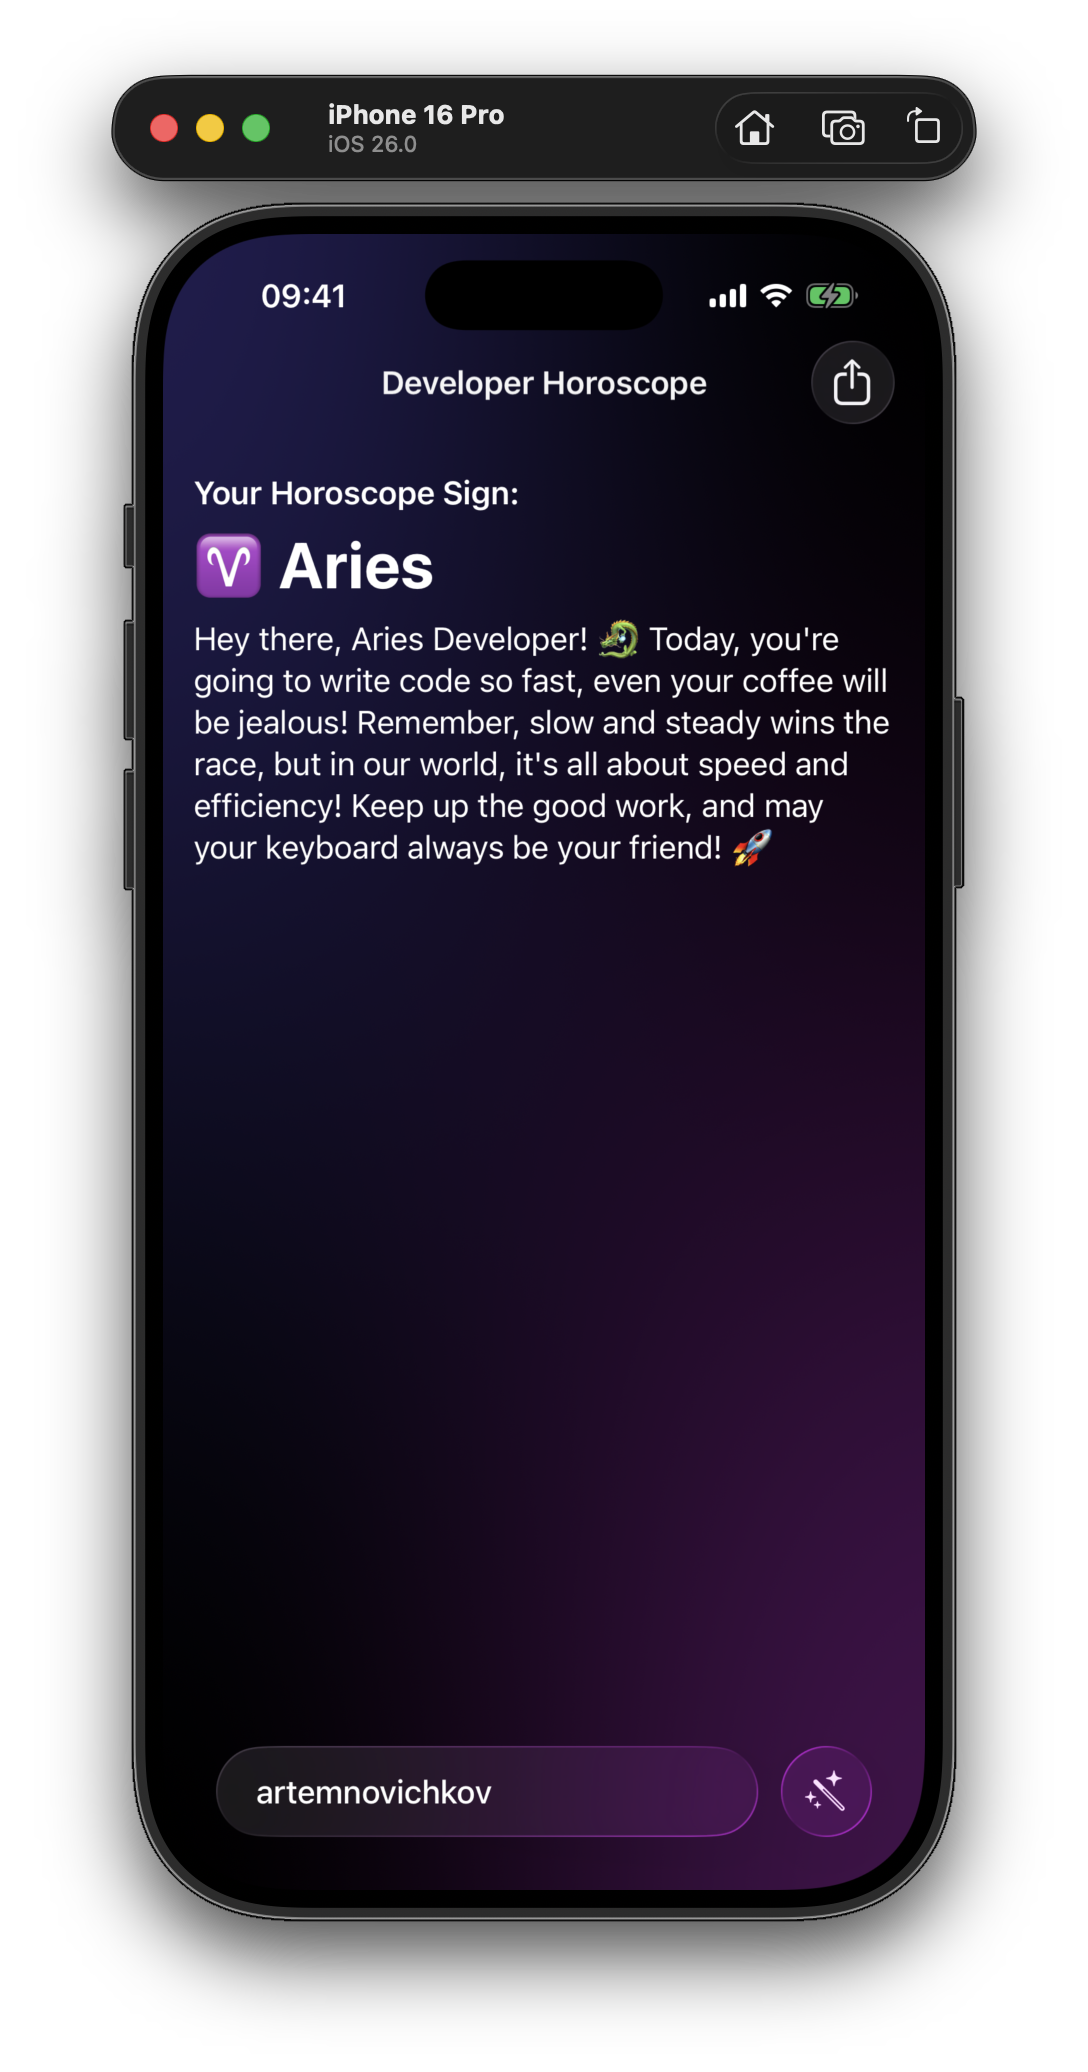 iPhone 16 Pro
iOS 26.0
09:41
Developer Horoscope
Your Horoscope Sign:
♈ Aries
Hey there, Aries Developer! 🐉 Today, you're
going to write code so fast, even your coffee will
be jealous! Remember, slow and steady wins the
race, but in our world, it's all about speed and
efficiency! Keep up the good work, and may
your keyboard always be your friend! 🚀
artemnovichkov